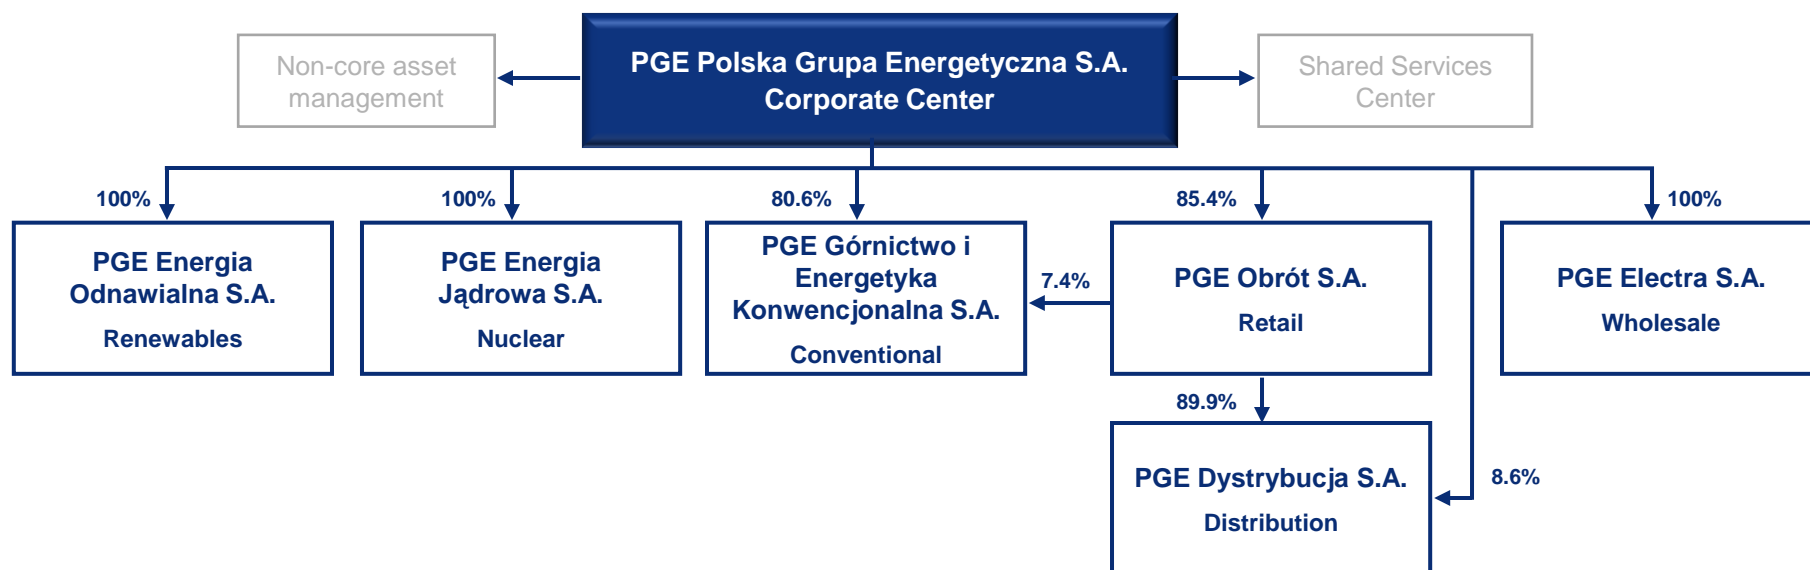 Non-core asset
management
PGE Polska Grupa Energetyczna S.A.
Corporate Center
Shared Services
Center
100%
100%
80.6%
85.4%
100%
PGE Energia
Odnawialna S.A.
Renewables
PGE Energia
Jądrowa S.A.
Nuclear
PGE Górnictwo i
Energetyka
Konwencjonalna S.A.
Conventional
7.4%
PGE Obrót S.A.
Retail
PGE Electra S.A.
Wholesale
89.9%
PGE Dystrybucja S.A.
Distribution
8.6%